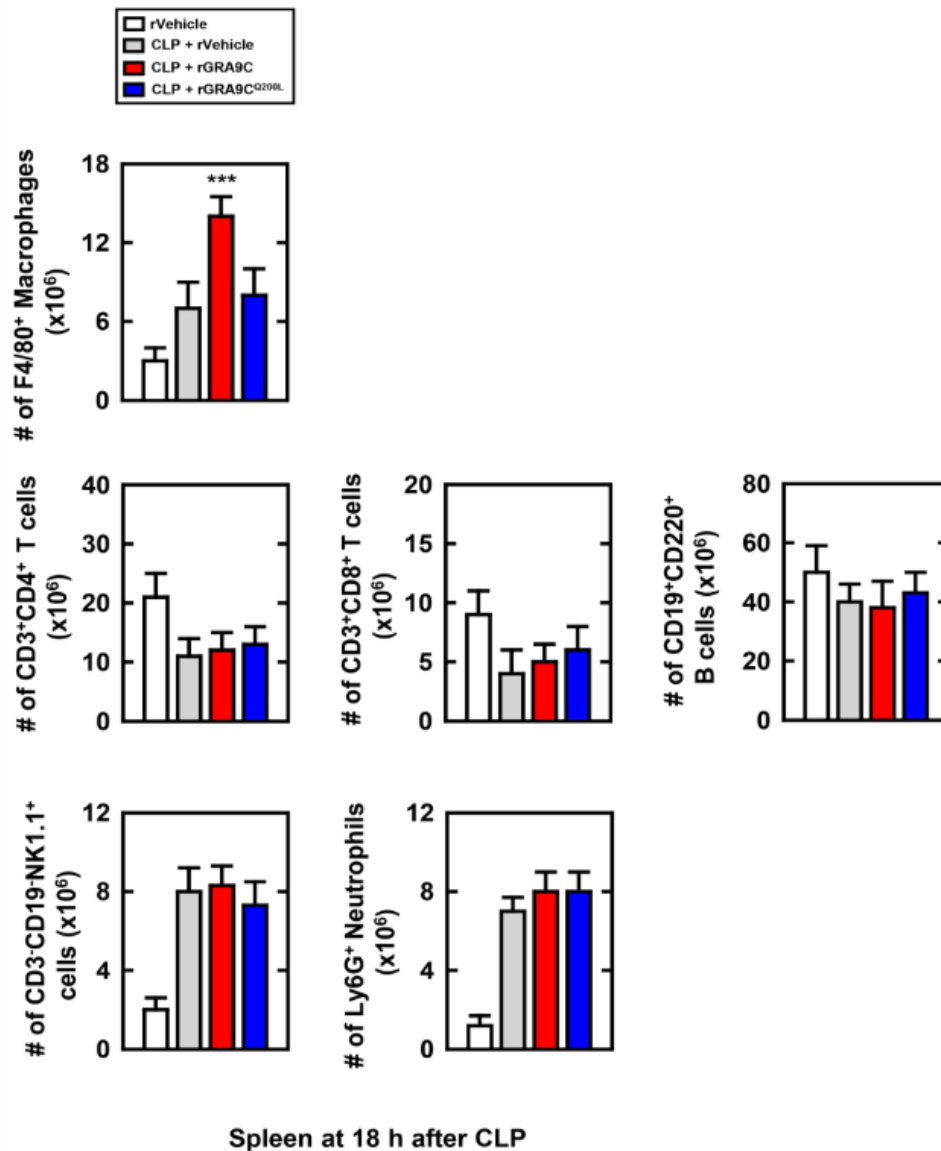 rVehicle
CLP + rVehicle
CLP + rGRA9C
CLP + rGRA9C^Q200L
# of F4/80⁺ Macrophages
(x10⁶)
18
12
6
0
***
# of CD3⁺CD4⁺ T cells
(x10⁶)
40
30
20
10
0
# of CD3⁺CD8⁺ T cells
(x10⁶)
20
15
10
5
0
# of CD19⁺CD220⁺
B cells (x10⁶)
80
60
40
20
0
# of CD3⁻CD19⁻NK1.1⁺
cells (x10⁶)
12
8
4
0
# of Ly6G⁺ Neutrophils
(x10⁶)
12
8
4
0
Spleen at 18 h after CLP